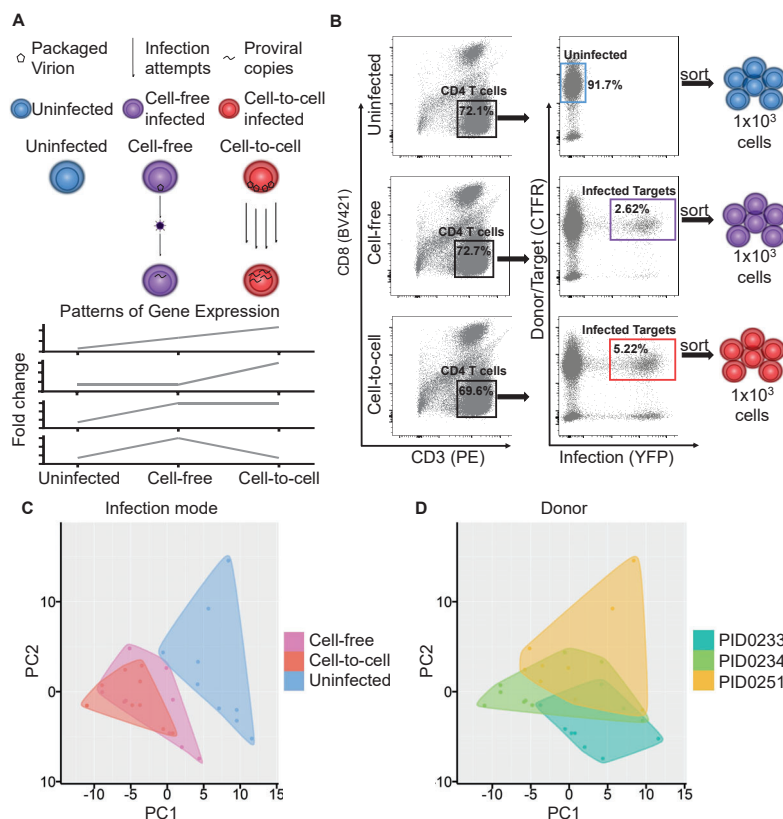 A
Packaged
Virion
Infection
attempts
Proviral
copies
Uninfected
Cell-free
infected
Cell-to-cell
infected
Uninfected
Cell-free
Cell-to-cell
Patterns of Gene Expression
Fold change
Uninfected
Cell-free
Cell-to-cell
B
Uninfected
CD4 T cells
72.1%
Uninfected
91.7%
sort
1x10³
cells
Cell-free
CD8 (BV421)
CD4 T cells
72.7%
Donor/Target (CTFR)
Infected Targets
2.62%
sort
1x10³
cells
Cell-to-cell
CD4 T cells
69.6%
Infected Targets
5.22%
sort
1x10³
cells
CD3 (PE)
Infection (YFP)
C
Infection mode
PC2
10
0
10
-10
-5
0
5
10
15
PC1
Cell-free
Cell-to-cell
Uninfected
D
Donor
PC2
10
0
10
-10
-5
0
5
10
15
PC1
PID0233
PID0234
PID0251